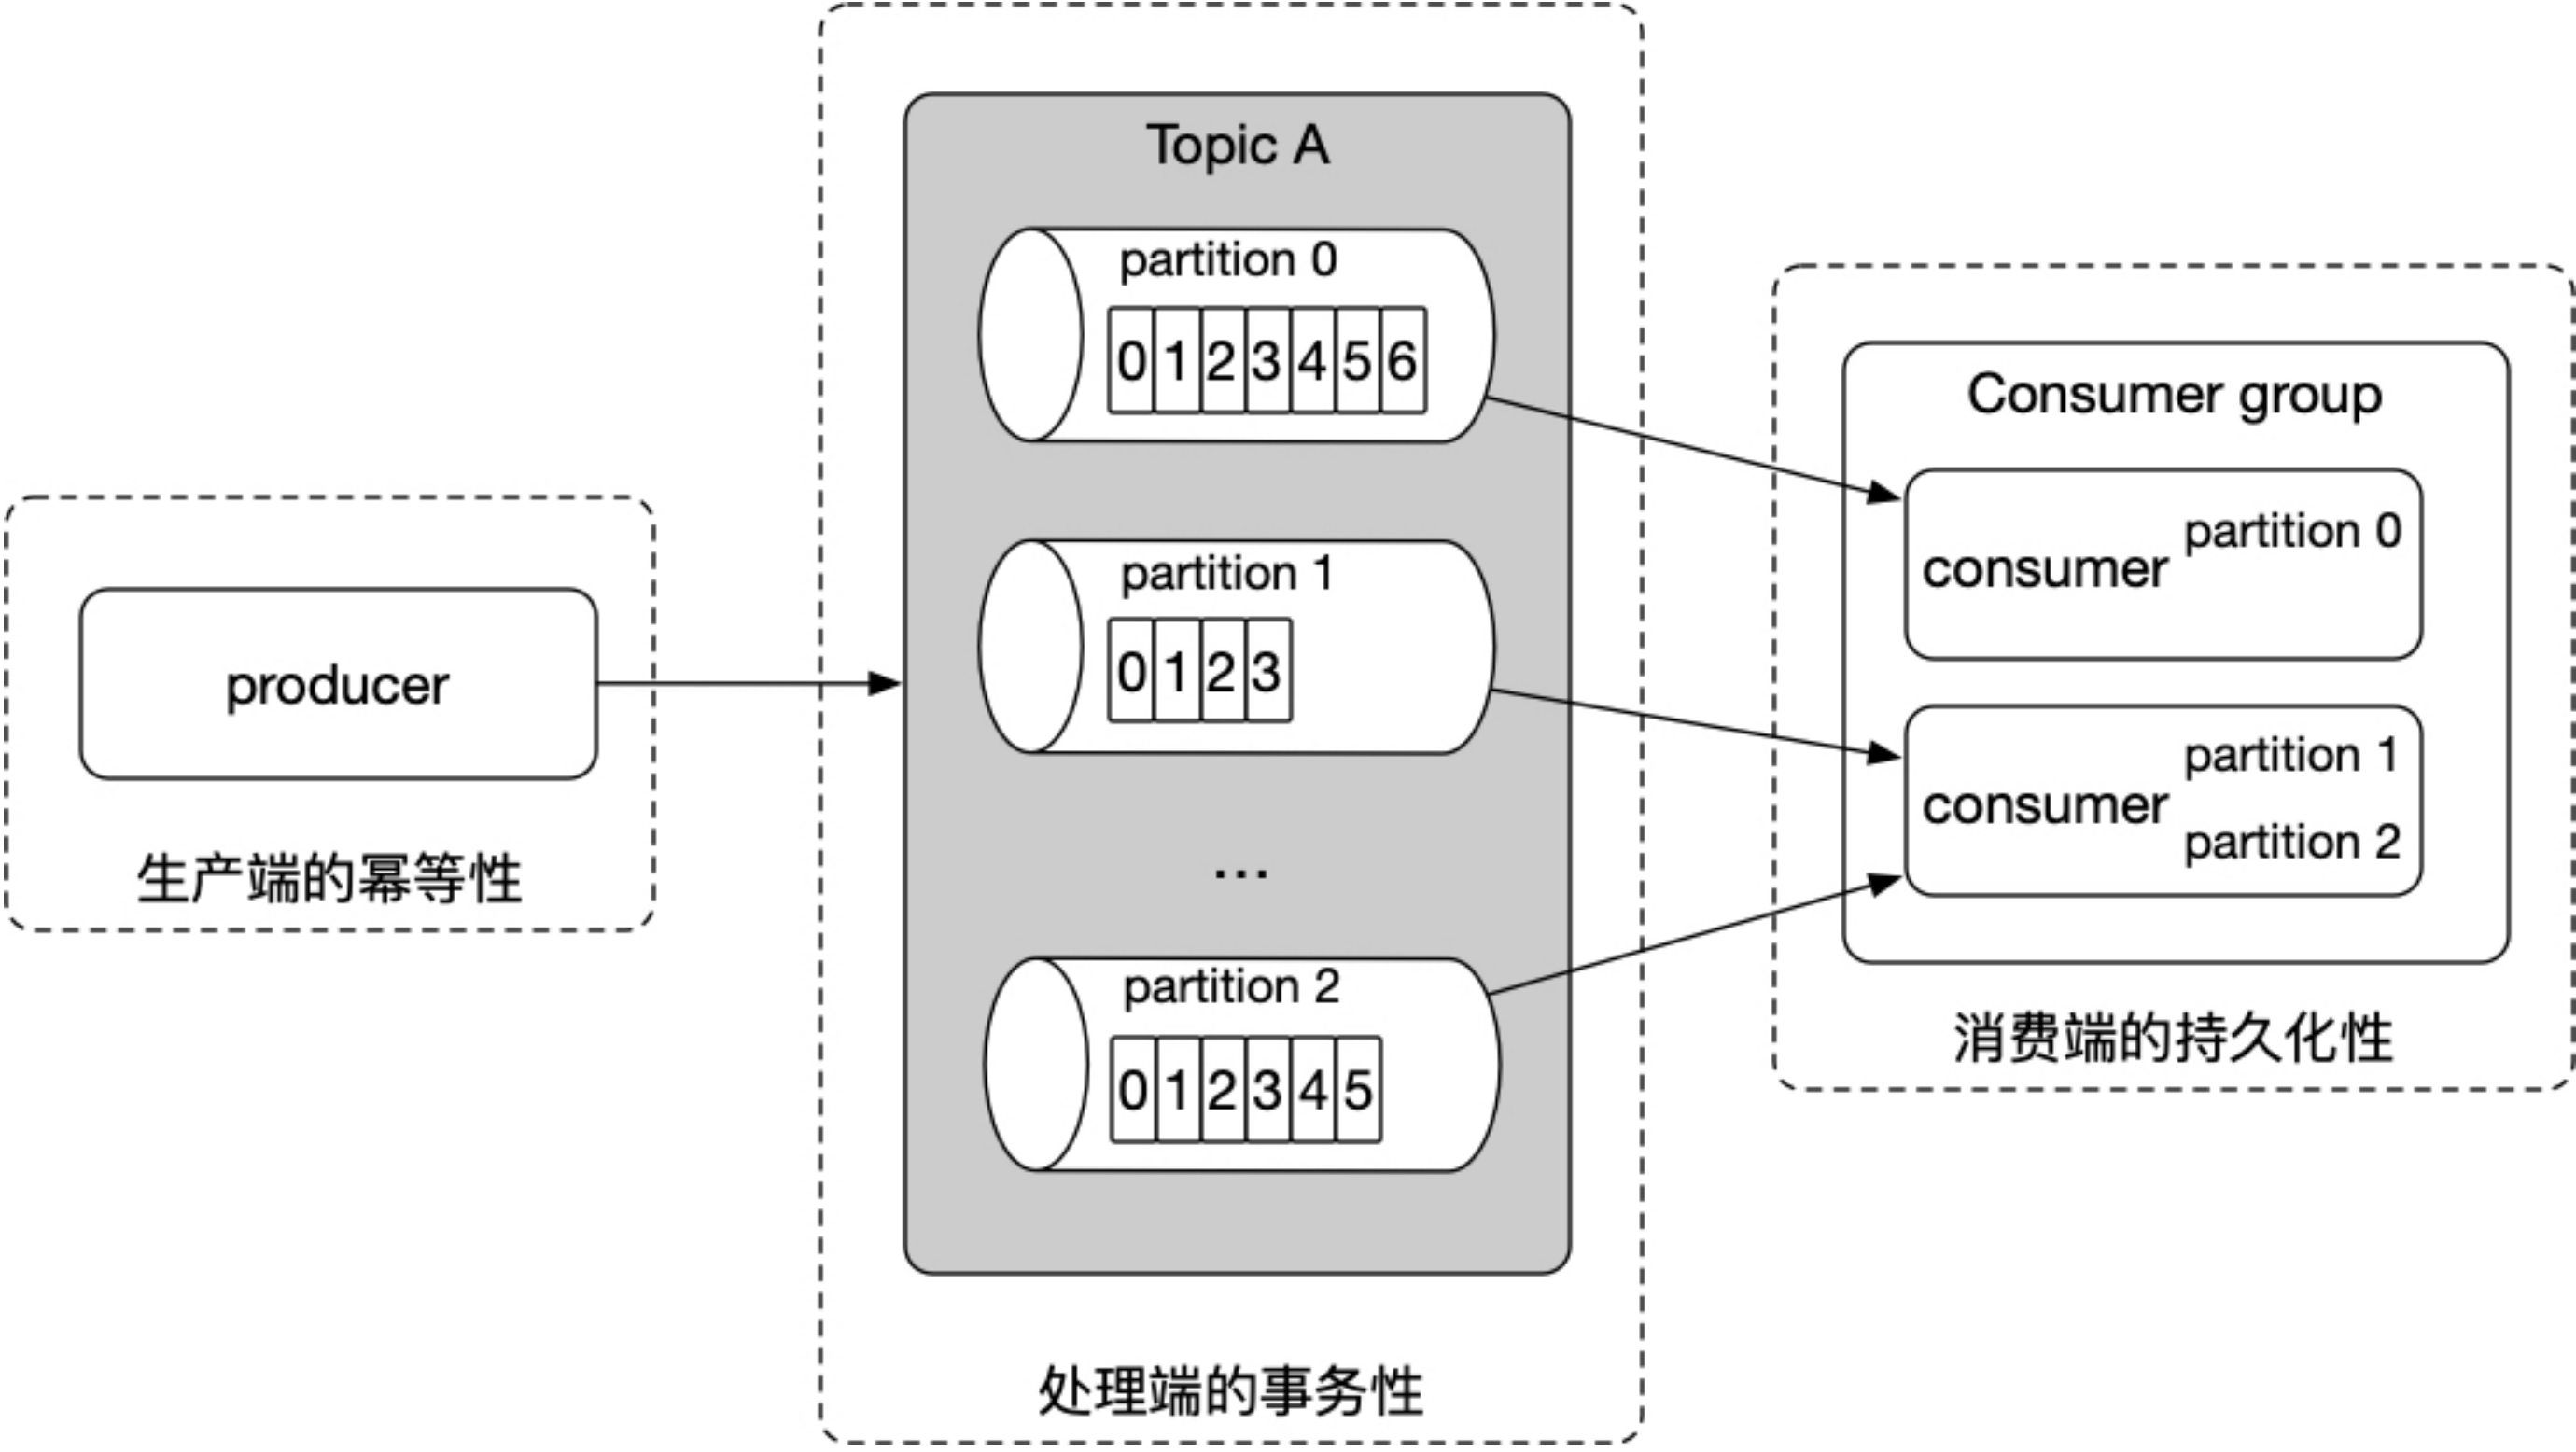 producer
生产端的幂等性
Topic A
partition 0
0 1 2 3 4 5 6
partition 1
0 1 2 3
...
partition 2
0 1 2 3 4 5
处理端的事务性
Consumer group
partition 0
consumer
partition 1
consumer
partition 2
消费端的持久化性